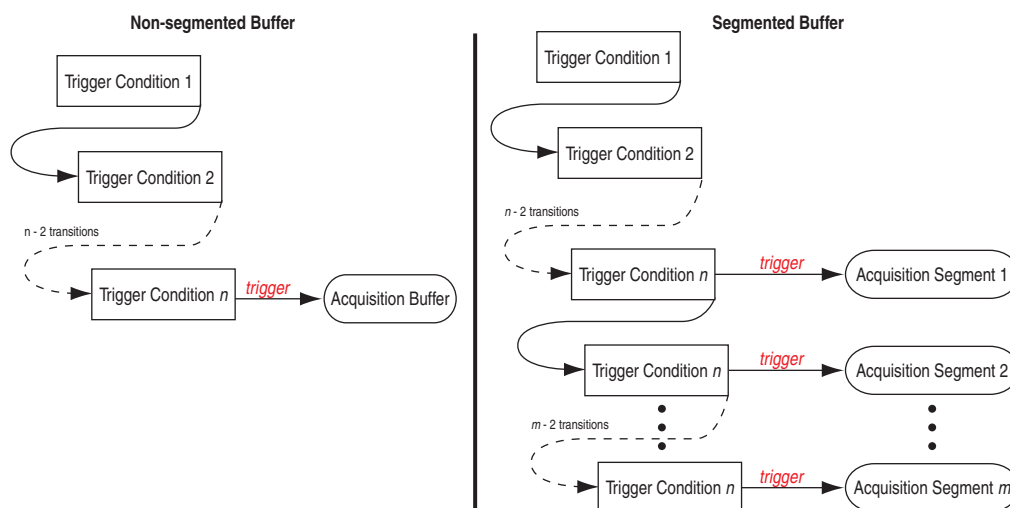 Non-segmented Buffer
Trigger Condition 1
Trigger Condition 2
n - 2 transitions
Trigger Condition n
trigger
Acquisition Buffer
Segmented Buffer
Trigger Condition 1
Trigger Condition 2
n - 2 transitions
Trigger Condition n
trigger
Acquisition Segment 1
Trigger Condition n
trigger
Acquisition Segment 2
m - 2 transitions
Trigger Condition n
trigger
Acquisition Segment m